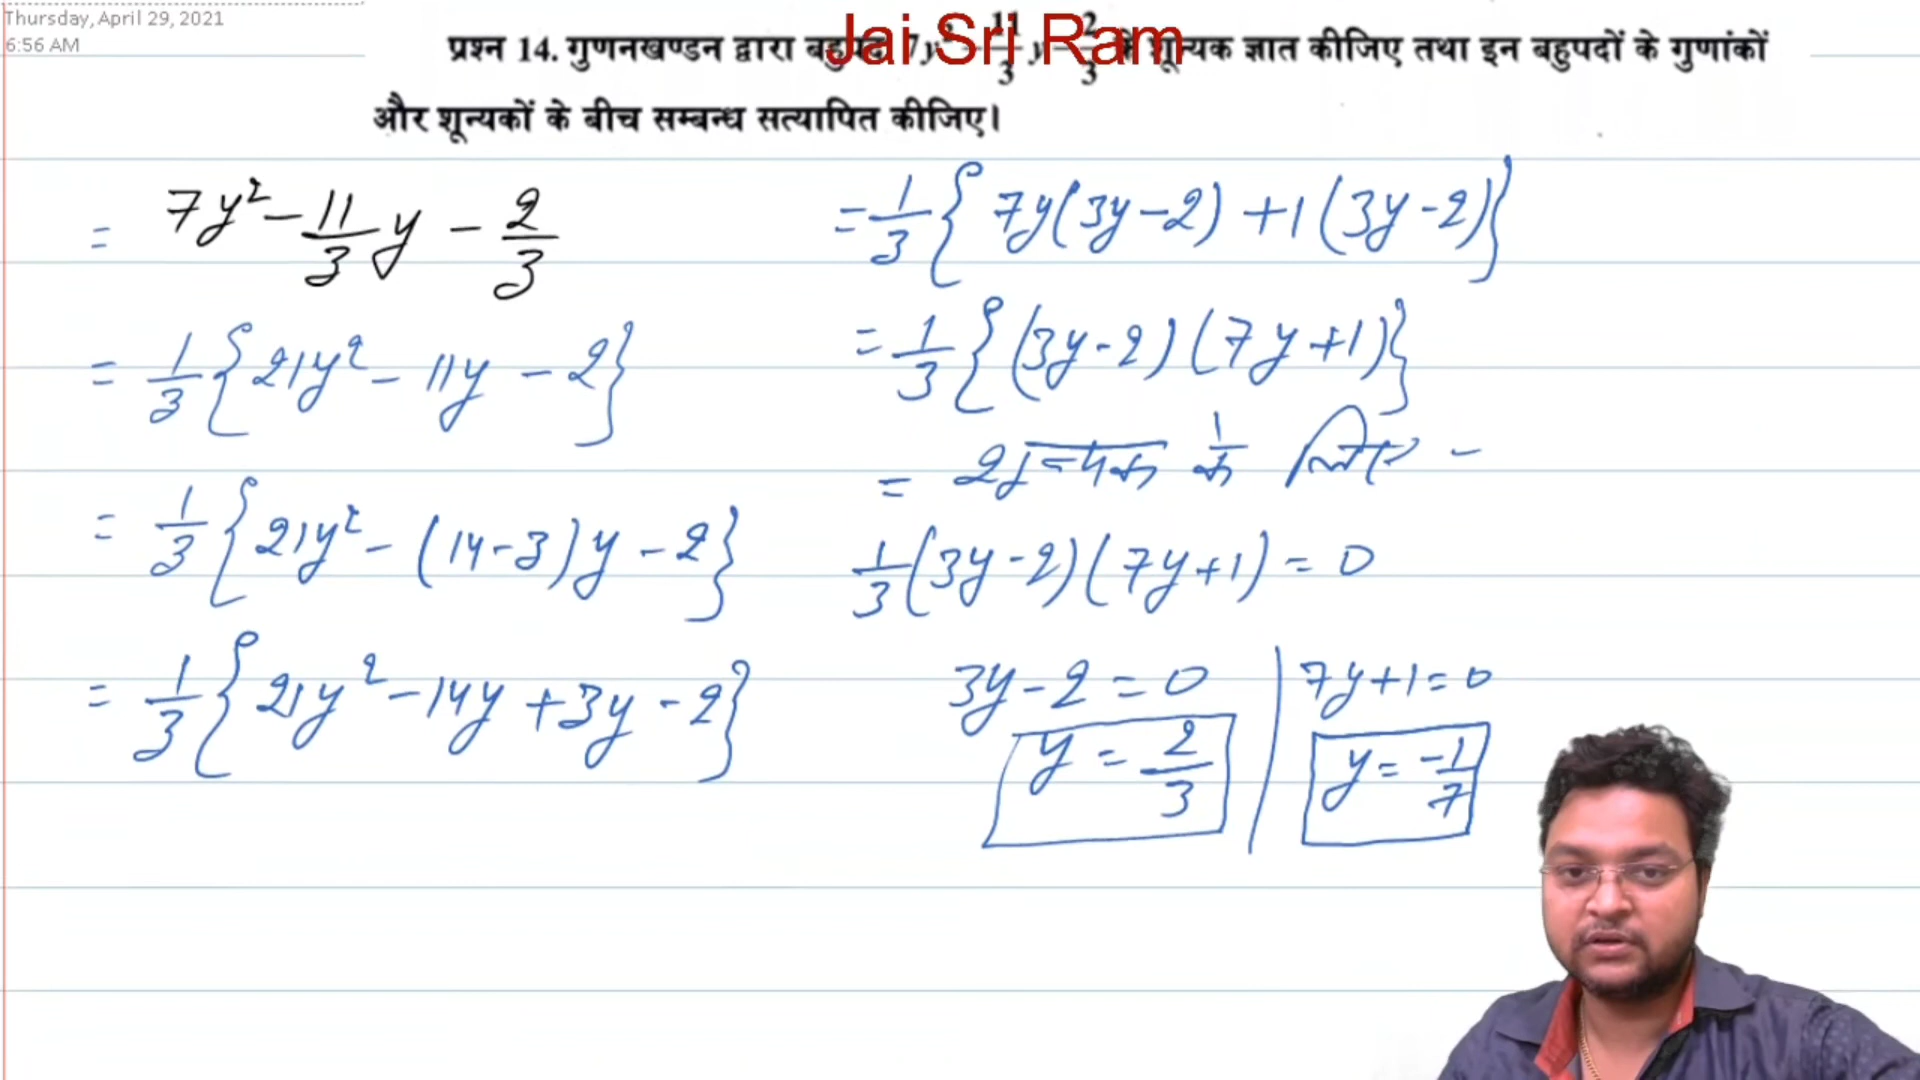 Thursday, April 29, 2021
6:56 AM
Jai Sri Ram
प्रश्न 14. गुणनखण्डन द्वारा 7y² 11/3 y 2/3 शून्यक ज्ञात कीजिए तथा इन बहुपदों के गुणांकों
और शून्यकों के बीच सम्बन्ध सत्यापित कीजिए।
= 7y² - 11/3 y - 2/3
= 1/3 {21y² - 11y - 2}
= 1/3 {21y² - (14-3)y - 2}
= 1/3 {21y² - 14y + 3y - 2}
= 1/3 {7y(3y-2) + 1(3y-2)}
= 1/3 {(3y-2)(7y+1)}
= शून्यक के लिए -
1/3 (3y-2)(7y+1) = 0
3y - 2 = 0 | 7y + 1 = 0
y = 2/3 | y = -1/7